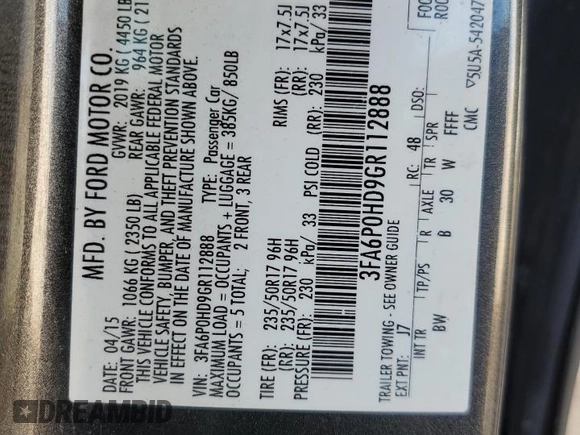 MFD. BY FORD MOTOR CO.
DATE: 04/15 GVWR: 2019 KG ( 4450 LB
FRONT GAWR: 1066 KG ( 2350 LB) REAR GAWR: 964 KG ( 21
THIS VEHICLE CONFORMS TO ALL APPLICABLE FEDERAL MOTOR
VEHICLE SAFETY, BUMPER, AND THEFT PREVENTION STANDARDS
IN EFFECT ON THE DATE OF MANUFACTURE SHOWN ABOVE.
VIN: 3FA6P0HD9GR112888 TYPE: Passenger Car
MAXIMUM LOAD = OCCUPANTS + LUGGAGE = 385KG/ 850LB
OCCUPANTS = 5 TOTAL; 2 FRONT, 3 REAR
TIRE (FR): 235/50R17 96H RIMS (FR): 17x7.5J
(RR): 235/50R17 96H (RR): 17x7.5J
PRESSURE (FR): 230 kPa/ 33 PSI COLD (RR): 230 kPa/ 33
3FA6P0HD9GR112888
TRAILER TOWING - SEE OWNER GUIDE
EXT PNT: J7 RC: 48 DSO: FOC
INT TR TP/PS R AXLE TR SPR
BW B 30 W FFFF
CMC ▽5U5A-542047
DREAMBID